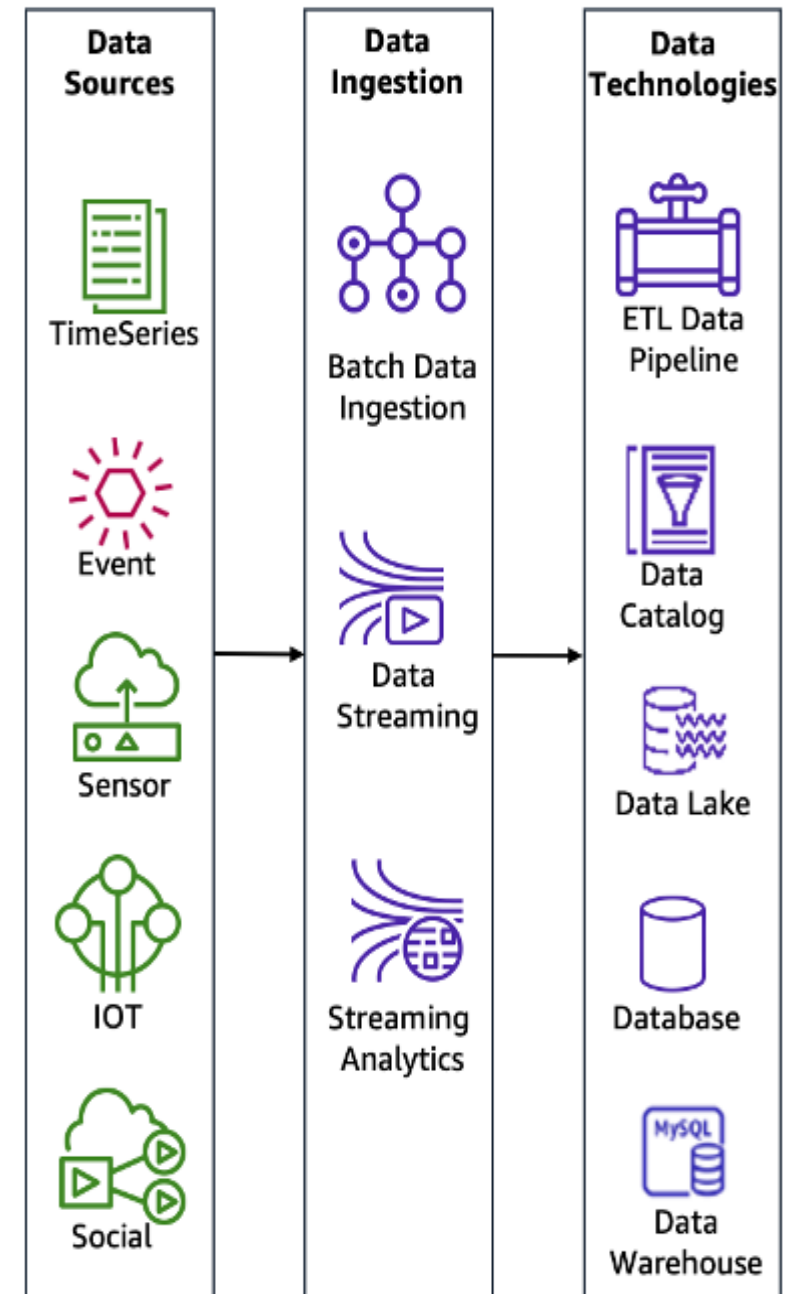 Data
Sources
TimeSeries
Event
Sensor
IOT
Social
Data
Ingestion
Batch Data
Ingestion
Data
Streaming
Streaming
Analytics
Data
Technologies
ETL Data
Pipeline
Data
Catalog
Data Lake
Database
MySQL
Data
Warehouse